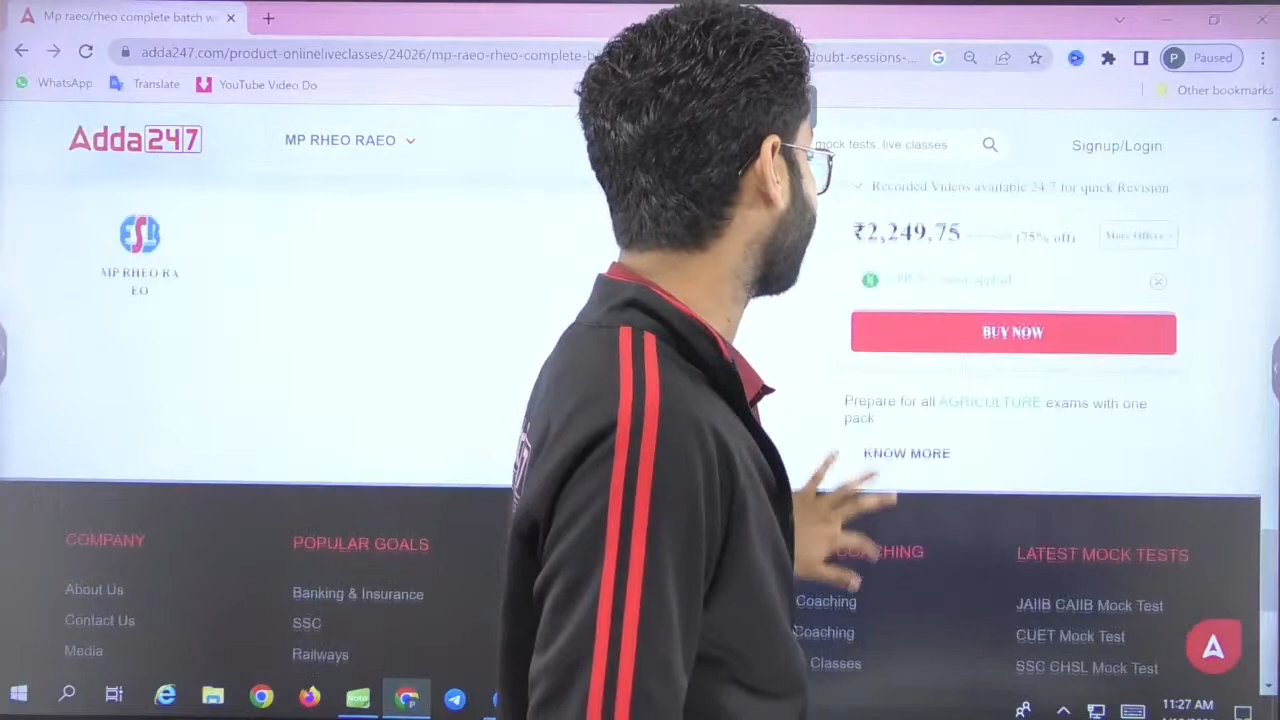 Mp raeo/rheo complete batch w
adda247.com/product-onlineliveclasses/24026/mp-raeo-rheo-complete-b
doubt-sessions-...
Paused
WhatsApp
Translate
YouTube Video Do
Other bookmarks
Adda247
MP RHEO RAEO
mock tests, live classes
Signup/Login
Recorded Videos available 24 7 for quick Revision
ESB
₹2,249.75
(75% off)
More Offers
MP RHEO RA
EO
applied
BUY NOW
Prepare for all AGRICULTURE exams with one
pack
KNOW MORE
COMPANY
POPULAR GOALS
COACHING
LATEST MOCK TESTS
About Us
Banking & Insurance
Coaching
JAIIB CAIIB Mock Test
Contact Us
SSC
Coaching
CUET Mock Test
Media
Railways
Classes
SSC CHSL Mock Test
11:27 AM